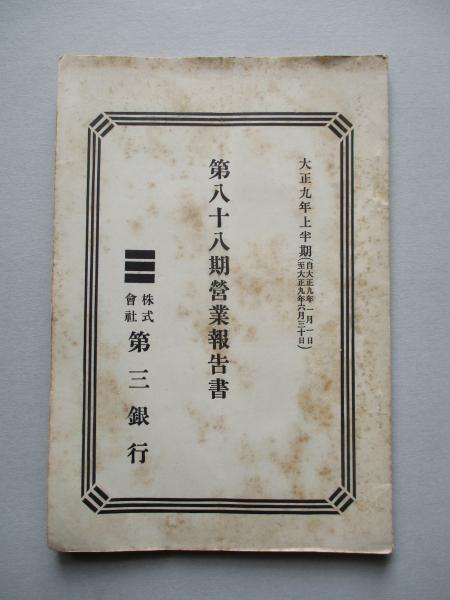 大正九年上半期(自大正九年一月一日至大正九年六月三十日)
第八十八期營業報告書
株式會社第三銀行